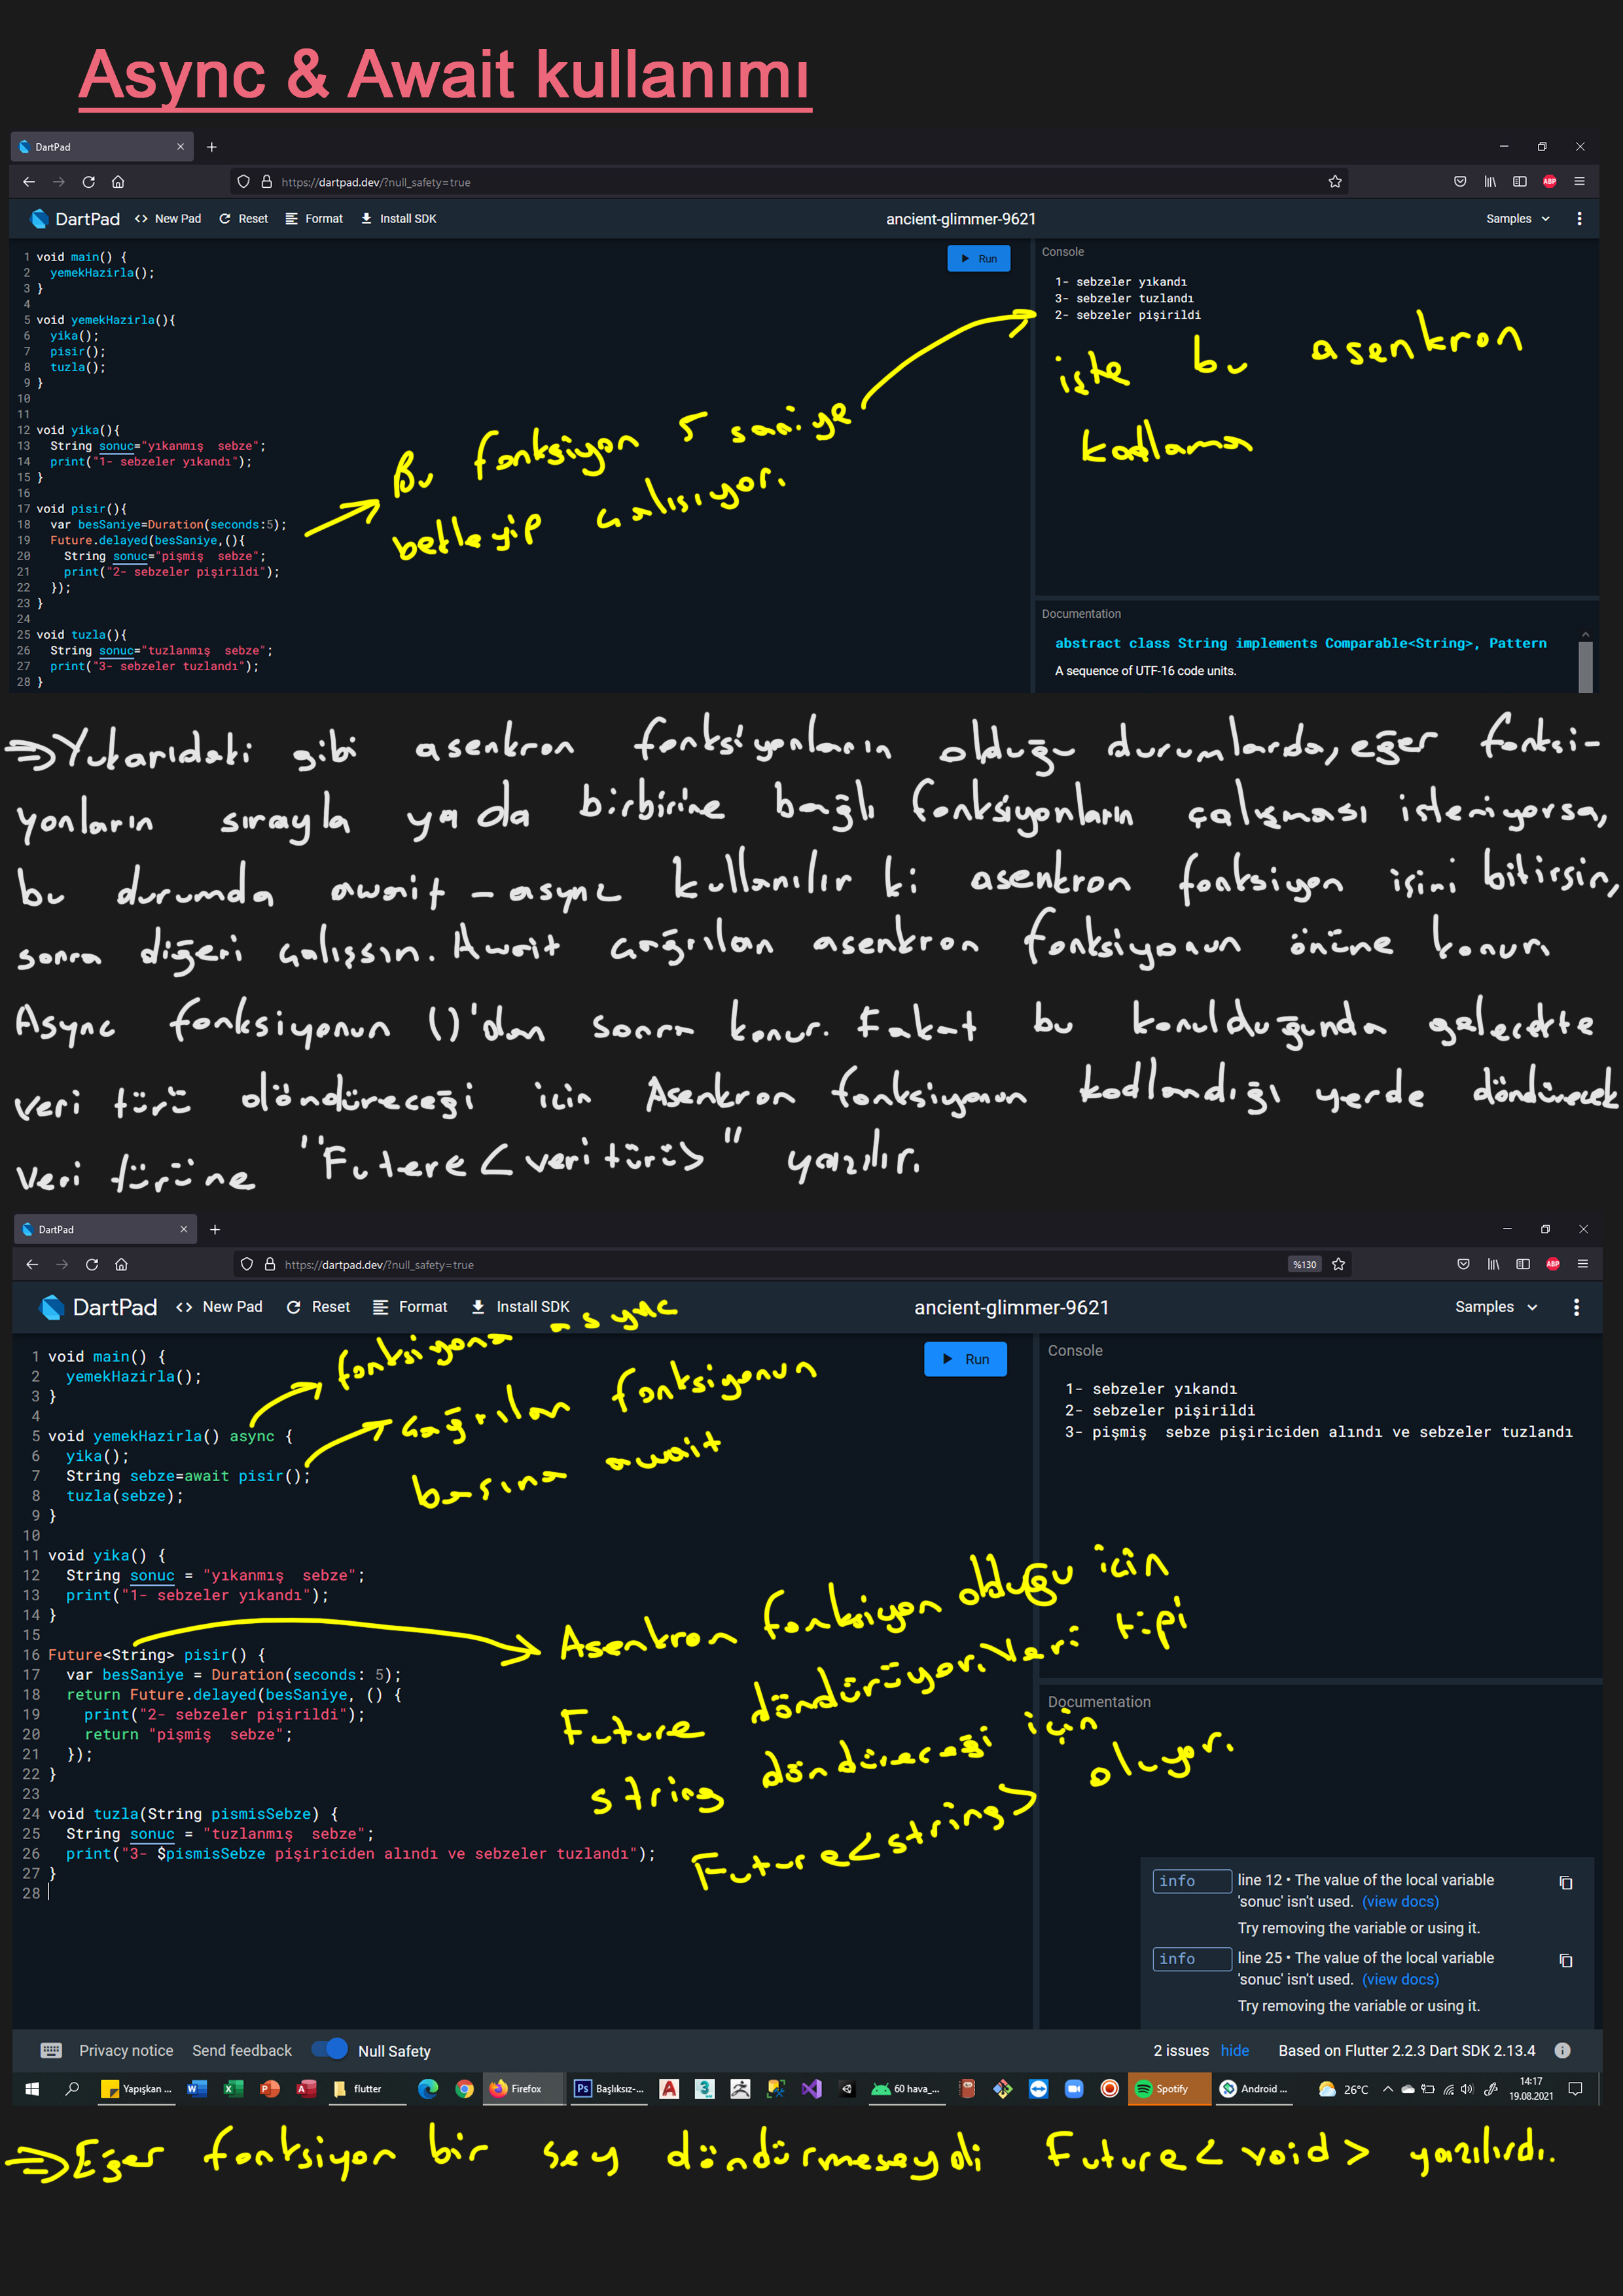 Async & Await kullanımı
DartPad
https://dartpad.dev/?null_safety=true
ABP
DartPad <> New Pad Reset Format Install SDK ancient-glimmer-9621 Samples
1 void main() {
2 yemekHazirla();
3 }
4
5 void yemekHazirla(){
6 yika();
7 pisir();
8 tuzla();
9 }
10
11
12 void yika(){
13 String sonuc="yıkanmış  sebze";
14 print("1- sebzeler yıkandı");
15 }
16
17 void pisir(){
18 var besSaniye=Duration(seconds:5);
19 Future.delayed(besSaniye,(){
20 String sonuc="pişmiş  sebze";
21 print("2- sebzeler pişirildi");
22 });
23 }
24
25 void tuzla(){
26 String sonuc="tuzlanmış  sebze";
27 print("3- sebzeler tuzlandı");
28 }
Bu fonksiyon 5 saniye
bekleyip çalışıyor.
Run
Console
1- sebzeler yıkandı
3- sebzeler tuzlandı
2- sebzeler pişirildi
işte bu asenkron
kodlama
Documentation
abstract class String implements Comparable<String>, Pattern
A sequence of UTF-16 code units.
⇒Yukarıdaki gibi asenkron fonksiyonların olduğu durumlarda, eğer fonksi-
yonların sırayla ya da birbirine bağlı fonksiyonların çalışması isteniyorsa,
bu durumda await-async kullanılır ki asenkron fonksiyon işini bitirsin,
sonra diğeri çalışsın. Await çağrılan asenkron fonksiyonun önüne konur.
Async fonksiyonun ()'dan sonra konur. Fakat bu konulduğunda gelecekte
veri türü döndüreceği için Asenkron fonksiyonun kodlandığı yerde döndürecek
veri türüne "Futere<veri türü>" yazılır.
DartPad
https://dartpad.dev/?null_safety=true %130
ABP
DartPad <> New Pad Reset Format Install SDK ancient-glimmer-9621 Samples
1 void main() {
2 yemekHazirla();
3 }
4
5 void yemekHazirla() async {
6 yika();
7 String sebze=await pisir();
8 tuzla(sebze);
9 }
10
11 void yika() {
12 String sonuc = "yıkanmış  sebze";
13 print("1- sebzeler yıkandı");
14 }
15
16 Future<String> pisir() {
17 var besSaniye = Duration(seconds: 5);
18 return Future.delayed(besSaniye, () {
19 print("2- sebzeler pişirildi");
20 return "pişmiş  sebze";
21 });
22 }
23
24 void tuzla(String pismisSebze) {
25 String sonuc = "tuzlanmış  sebze";
26 print("3- $pismisSebze pişiriciden alındı ve sebzeler tuzlandı");
27 }
28
fonksiyona async
çağrılan fonksiyonun
basına await
Asenkron fonksiyon olduğu için
Future döndürüyor. Veri tipi
string döndüreceği için
Future<string> oluyor.
Run
Console
1- sebzeler yıkandı
2- sebzeler pişirildi
3- pişmiş  sebze pişiriciden alındı ve sebzeler tuzlandı
Documentation
info line 12 • The value of the local variable
'sonuc' isn't used. (view docs)
Try removing the variable or using it.
info line 25 • The value of the local variable
'sonuc' isn't used. (view docs)
Try removing the variable or using it.
Privacy notice Send feedback Null Safety 2 issues hide Based on Flutter 2.2.3 Dart SDK 2.13.4
Yapışkan ... flutter Firefox Ps Başlıksız-... 60 hava_... Spotify Android ... 26°C 14:17
19.08.2021
⇒Eğer fonksiyon bir sey döndürmeseydi Future<void> yazılırdı.